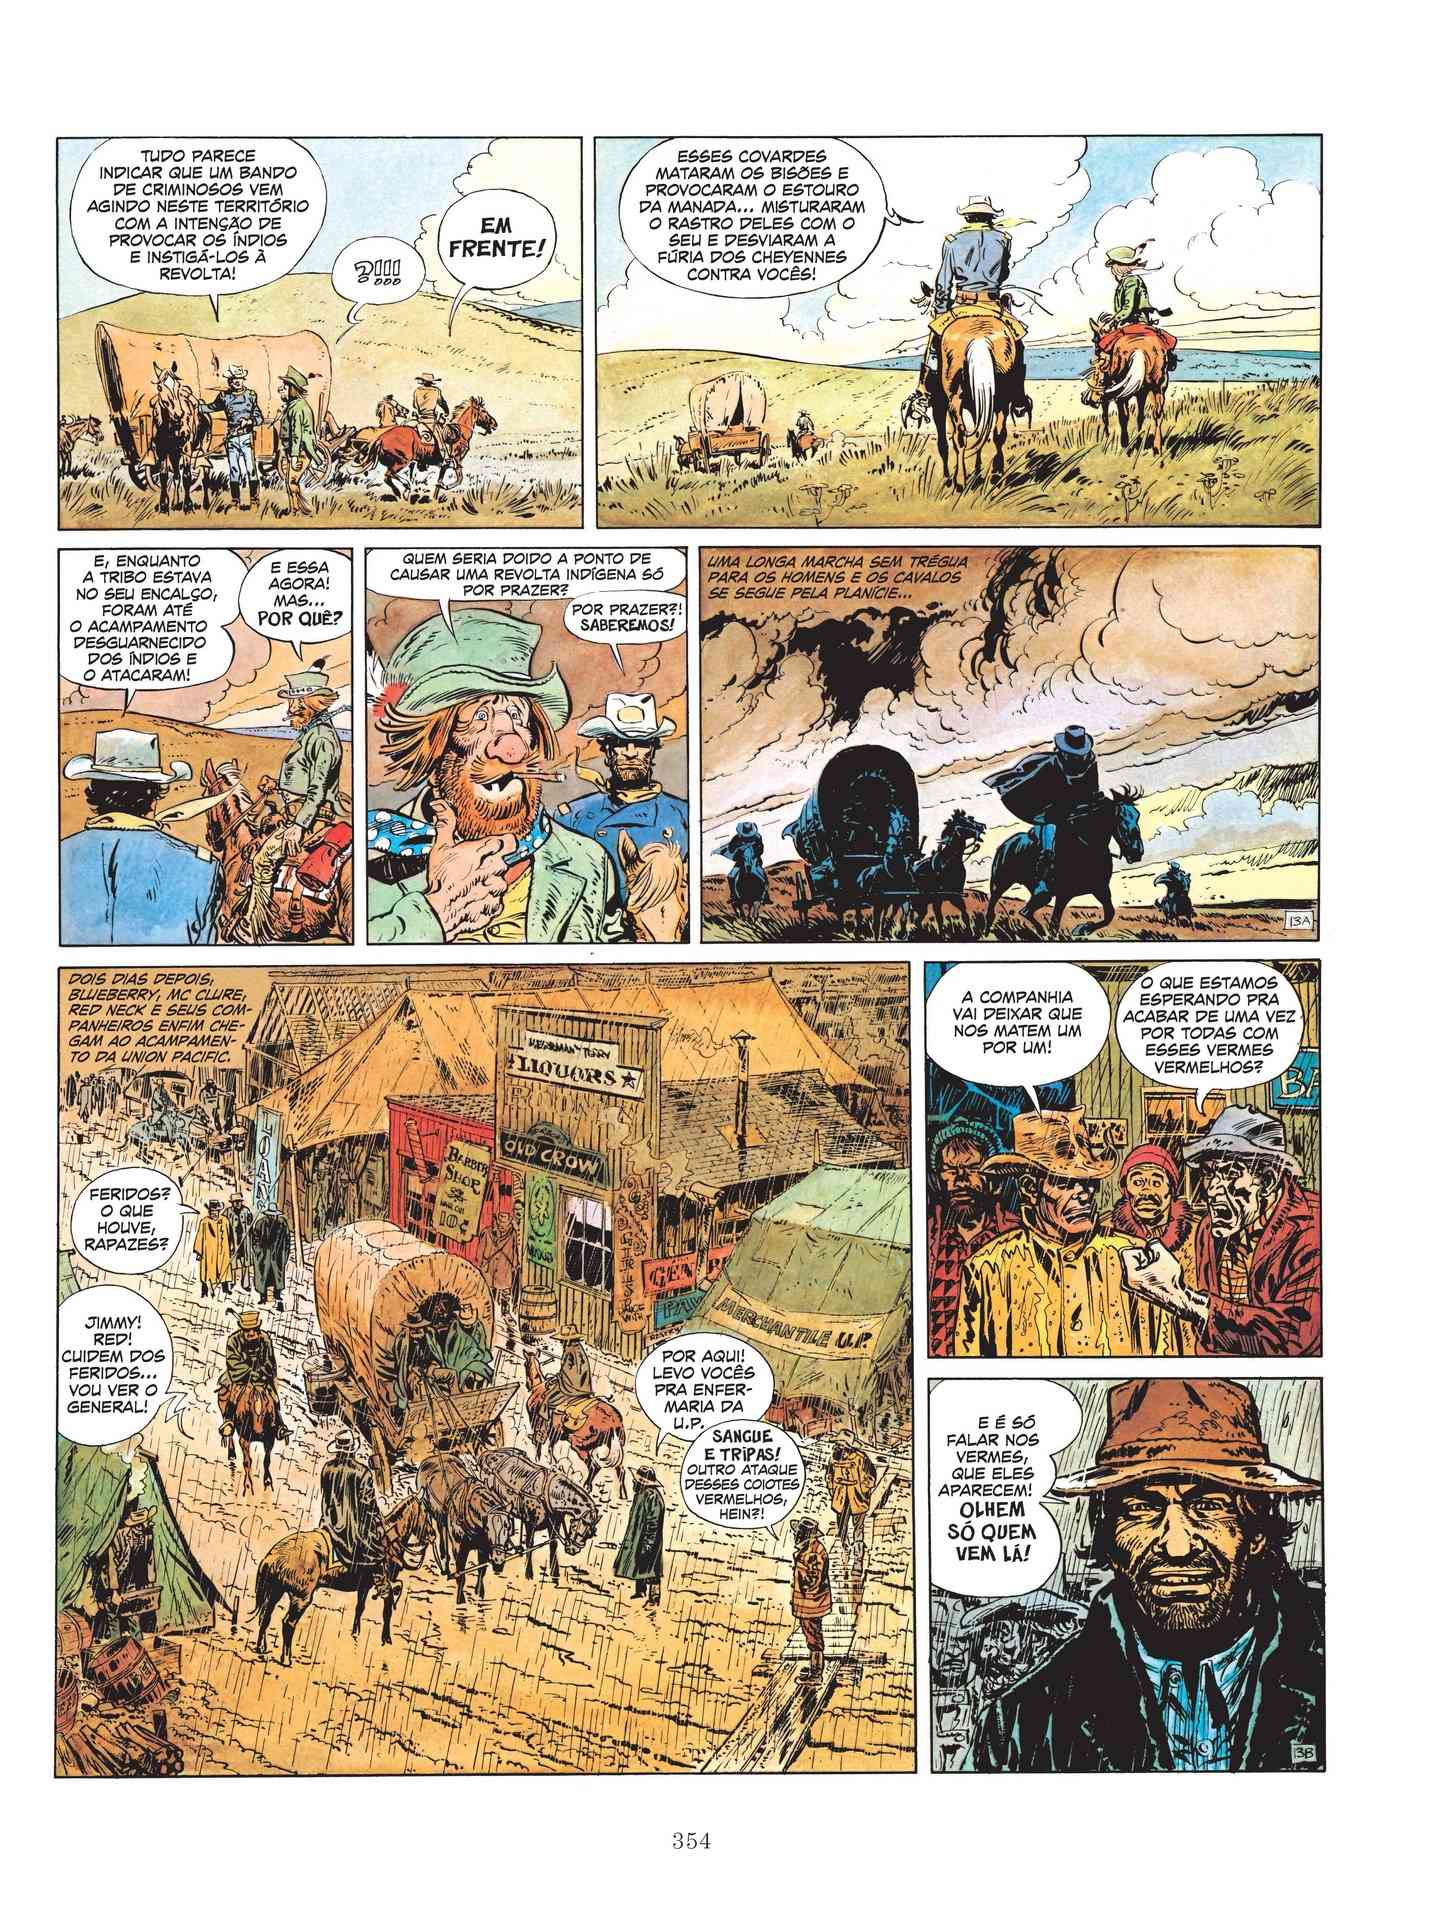 TUDO PARECE
INDICAR QUE UM BANDO
DE CRIMINOSOS VEM
AGINDO NESTE TERRITÓRIO
COM A INTENÇÃO DE
PROVOCAR OS ÍNDIOS
E INSTIGÁ-LOS À
REVOLTA!
?!!!
EM
FRENTE!
ESSES COVARDES
MATARAM OS BISÕES E
PROVOCARAM O ESTOURO
DA MANADA... MISTURARAM
O RASTRO DELES COM O
SEU E DESVIARAM A
FÚRIA DOS CHEYENNES
CONTRA VOCÊS!
E, ENQUANTO
A TRIBO ESTAVA
NO SEU ENCALÇO,
FORAM ATÉ
O ACAMPAMENTO
DESGUARNECIDO
DOS ÍNDIOS E
O ATACARAM!
E ESSA
AGORA!
MAS...
POR QUÊ?
QUEM SERIA DOIDO A PONTO DE
CAUSAR UMA REVOLTA INDÍGENA SÓ
POR PRAZER?
POR PRAZER?!
SABEREMOS!
UMA LONGA MARCHA SEM TRÉGUA
PARA OS HOMENS E OS CAVALOS
SE SEGUE PELA PLANÍCIE...
13A
DOIS DIAS DEPOIS,
BLUEBERRY, MC CLURE,
RED NECK E SEUS COM-
PANHEIROS ENFIM CHE-
GAM AO ACAMPAMEN-
TO DA UNION PACIFIC.
LIQUORS
OLD CROW
BARBER
SHOP
10¢
MERCHANTILE U.P.
FERIDOS?
O QUE
HOUVE,
RAPAZES?
JIMMY!
RED!
CUIDEM DOS
FERIDOS...
VOU VER O
GENERAL!
POR AQUI!
LEVO VOCÊS
PRA ENFER-
MARIA DA
U.P.
SANGUE
E TRIPAS!
OUTRO ATAQUE
DESSES COIOTES
VERMELHOS,
HEIN?!
A COMPANHIA
VAI DEIXAR QUE
NOS MATEM UM
POR UM!
O QUE ESTAMOS
ESPERANDO PRA
ACABAR DE UMA VEZ
POR TODAS COM
ESSES VERMES
VERMELHOS?
BA
E É SÓ
FALAR NOS
VERMES,
QUE ELES
APARECEM!
OLHEM
SÓ QUEM
VEM LÁ!
3B
354